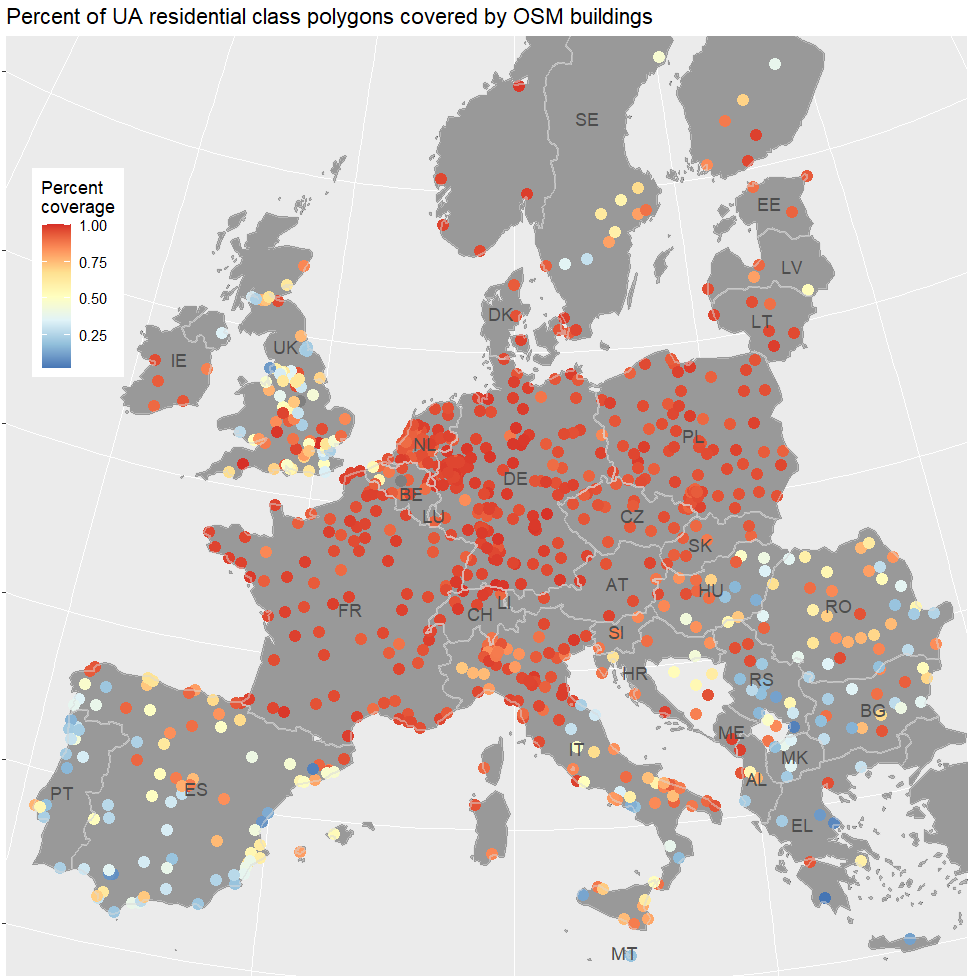 Percent of UA residential class polygons covered by OSM buildings
SE
Percent
coverage
1.00
0.75
0.50
0.25
EE
LV
DK
LT
UK
IE
NL
PL
DE
BE
LU
CZ
SK
AT
HU
LI
RO
FR
CH
SI
HR
RS
BG
ME
IT
MK
AL
ES
PT
EL
MT